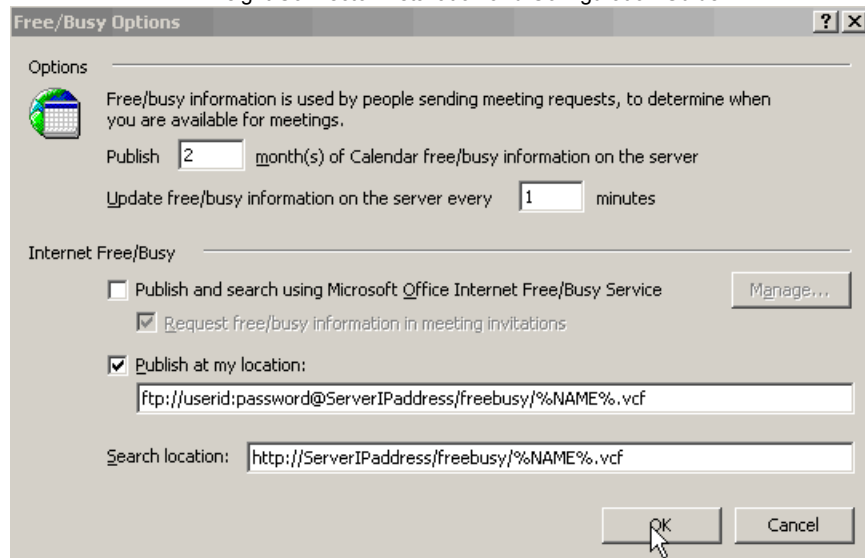 Free/Busy Options
Options
Free/busy information is used by people sending meeting requests, to determine when
you are available for meetings.
Publish 2 month(s) of Calendar free/busy information on the server
Update free/busy information on the server every 1 minutes
Internet Free/Busy
Publish and search using Microsoft Office Internet Free/Busy Service Manage...
Request free/busy information in meeting invitations
Publish at my location:
ftp://userid:password@ServerIPaddress/freebusy/%NAME%.vcf
Search location: http://ServerIPaddress/freebusy/%NAME%.vcf
OK Cancel